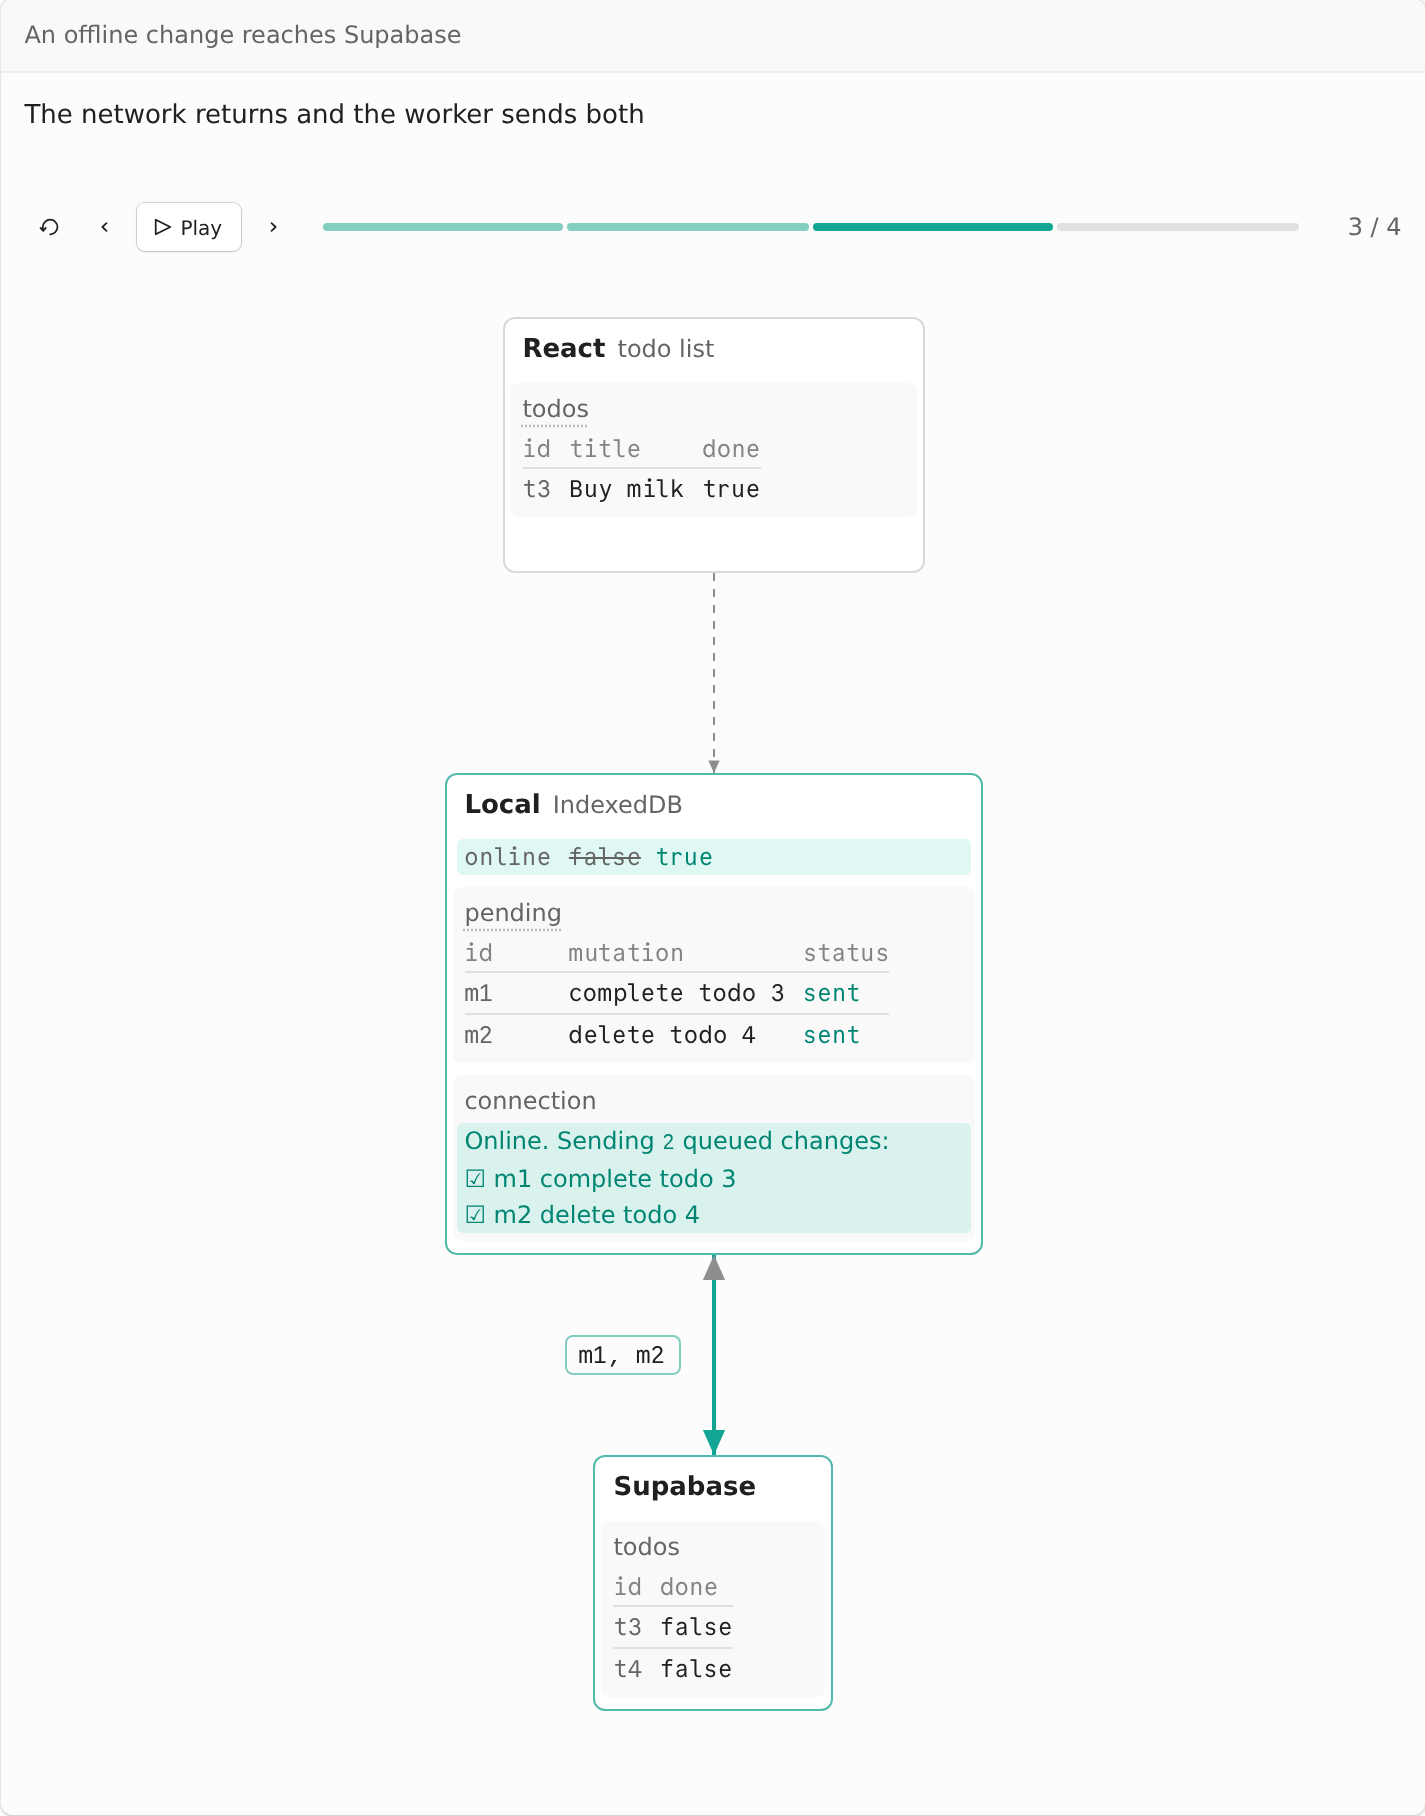 An offline change reaches Supabase
The network returns and the worker sends both
Play
3 / 4
React todo list
todos
id title done
t3 Buy milk true
Local IndexedDB
online false true
pending
id mutation status
m1 complete todo 3 sent
m2 delete todo 4 sent
connection
Online. Sending 2 queued changes:
☑ m1 complete todo 3
☑ m2 delete todo 4
m1, m2
Supabase
todos
id done
t3 false
t4 false